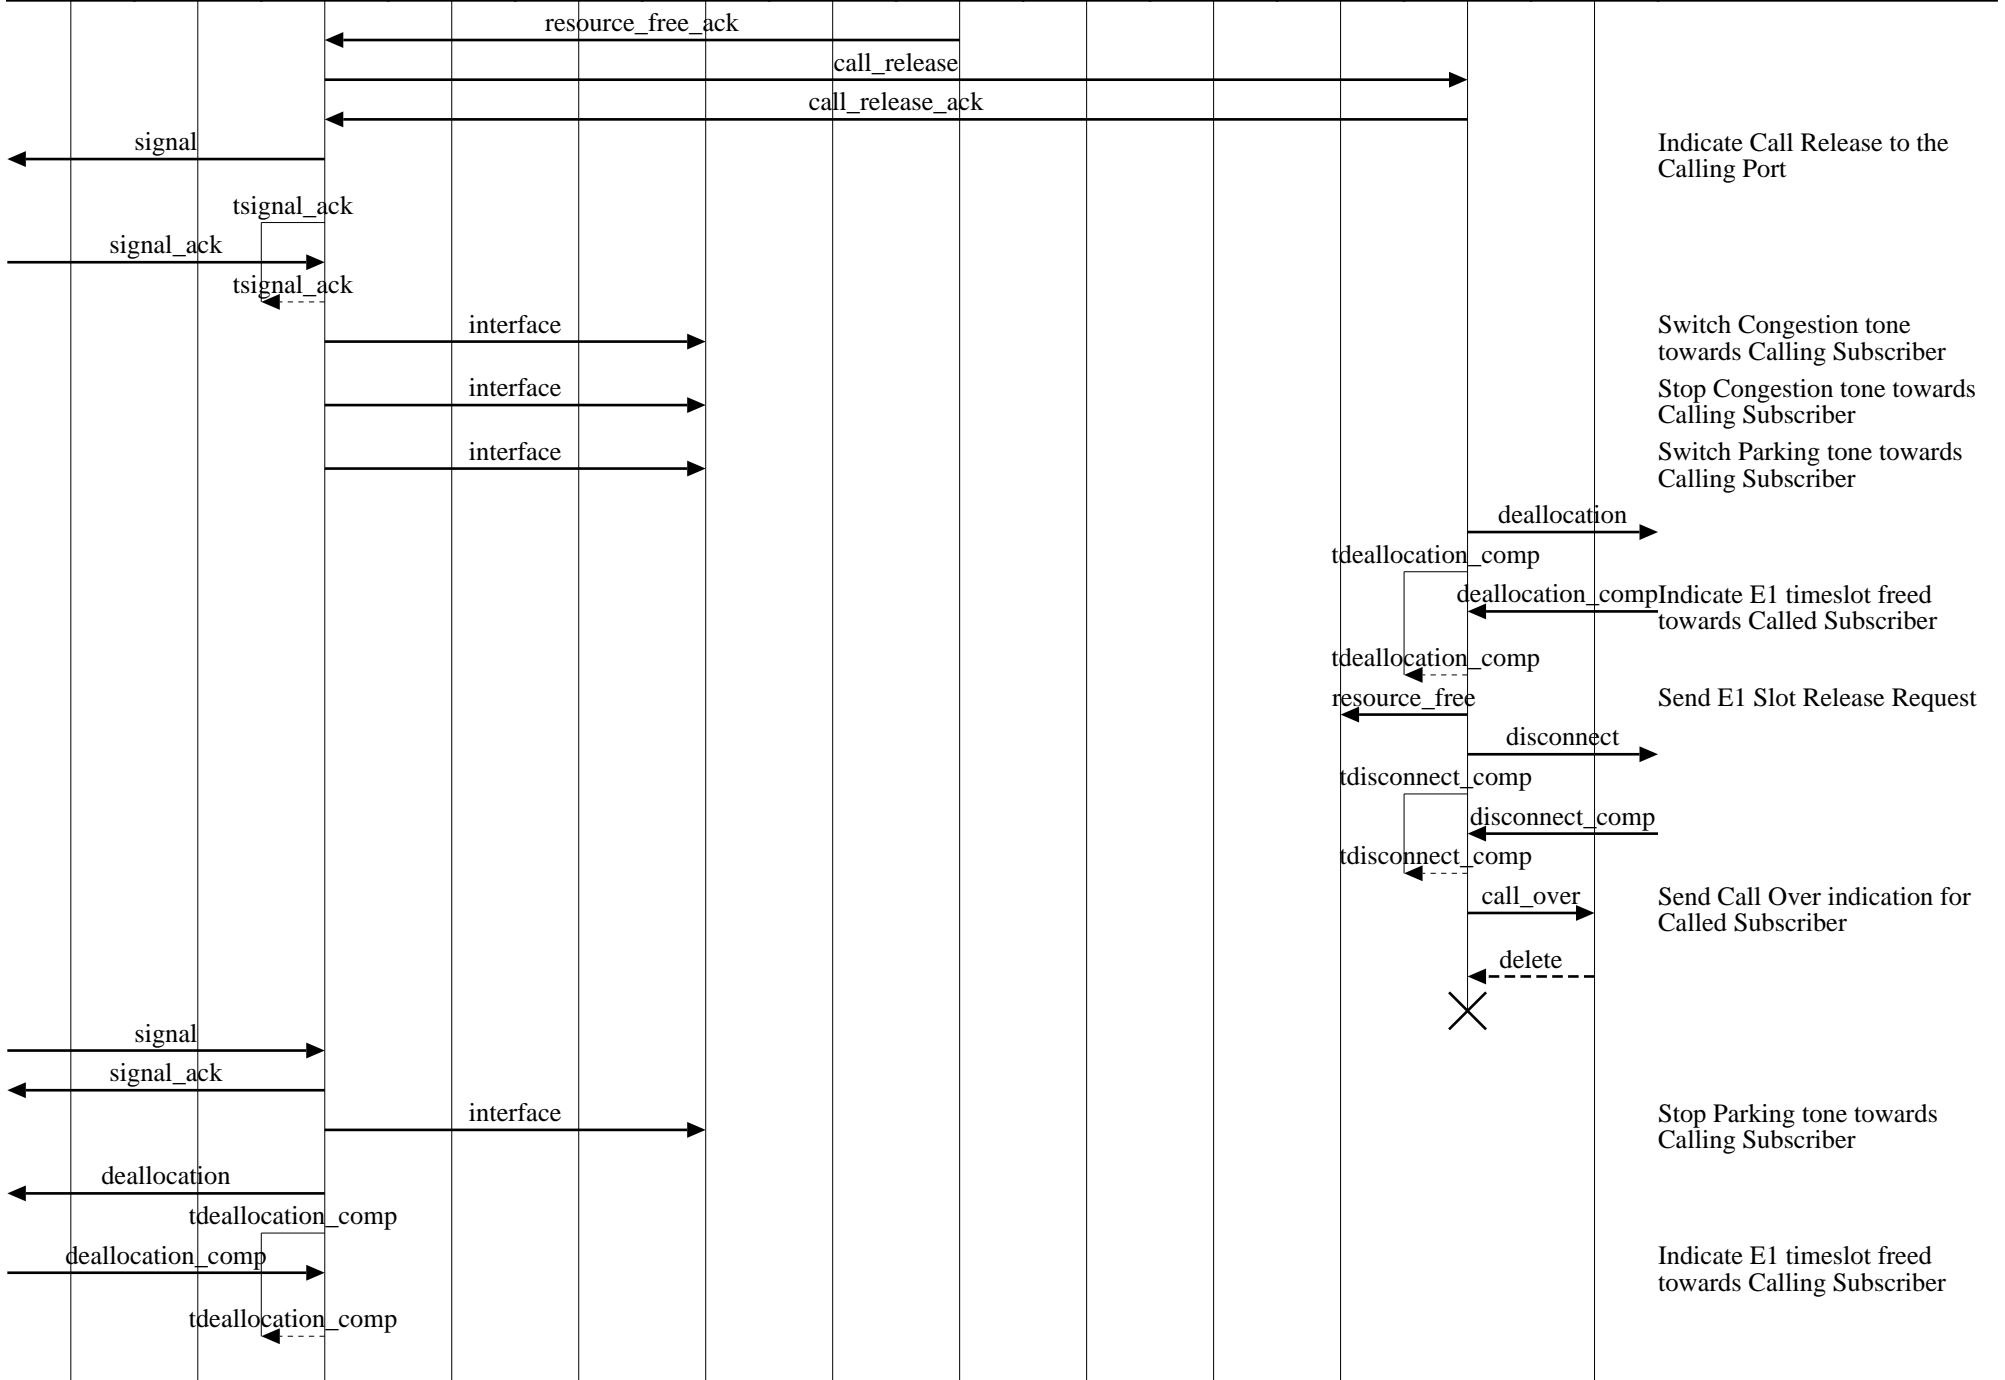 resource_free_ack
call_release
call_release_ack
signal
Indicate Call Release to the
Calling Port
tsignal_ack
signal_ack
tsignal_ack
interface
Switch Congestion tone
towards Calling Subscriber
interface
Stop Congestion tone towards
Calling Subscriber
interface
Switch Parking tone towards
Calling Subscriber
deallocation
tdeallocation_comp
deallocation_comp
Indicate E1 timeslot freed
towards Called Subscriber
tdeallocation_comp
resource_free
Send E1 Slot Release Request
disconnect
tdisconnect_comp
disconnect_comp
tdisconnect_comp
call_over
Send Call Over indication for
Called Subscriber
delete
signal
signal_ack
interface
Stop Parking tone towards
Calling Subscriber
deallocation
tdeallocation_comp
deallocation_comp
Indicate E1 timeslot freed
towards Calling Subscriber
tdeallocation_comp